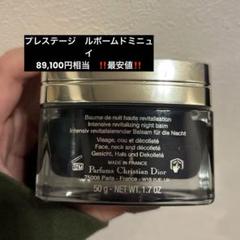 プレステージ　ルボームドミニュイ
89,100円相当　‼️最安値‼️
Baume de nuit haute revitalisation
Intensive revitalizing night balm
Intensiv revitalisierender Balsam für die Nacht
Visage, cou et décolleté
Face, neck and décolleté
Gesicht, Hals und Dekolleté
MADE IN FRANCE
Parfums Christian Dior
75008 Paris - France
50 g - NET WT. 1.7 OZ.